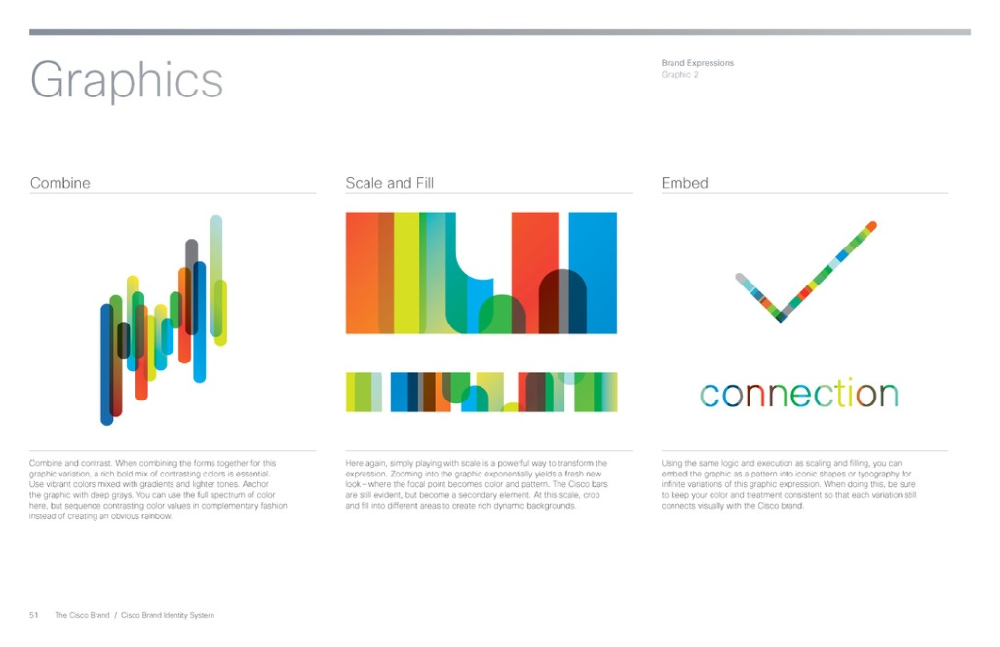 Graphics
Brand Expressions
Graphic 2
Combine
Scale and Fill
Embed
connection
Combine and contrast. When combining the forms together for this
graphic variation, a rich bold mix of contrasting colors is essential.
Use vibrant colors mixed with gradients and lighter tones. Anchor
the graphic with deep grays. You can use the full spectrum of color
here, but sequence contrasting color values in complementary fashion
instead of creating an obvious rainbow.
Here again, simply playing with scale is a powerful way to transform the
expression. Zooming into the graphic exponentially yields a fresh new
look – where the focal point becomes color and pattern. The Cisco bars
are still evident, but become a secondary element. At this scale, crop
and fill into different areas to create rich dynamic backgrounds.
Using the same logic and execution as scaling and filling, you can
embed the graphic as a pattern into iconic shapes or typography for
infinite variations of this graphic expression. When doing this, be sure
to keep your color and treatment consistent so that each variation still
connects visually with the Cisco brand.
51 The Cisco Brand / Cisco Brand Identity System